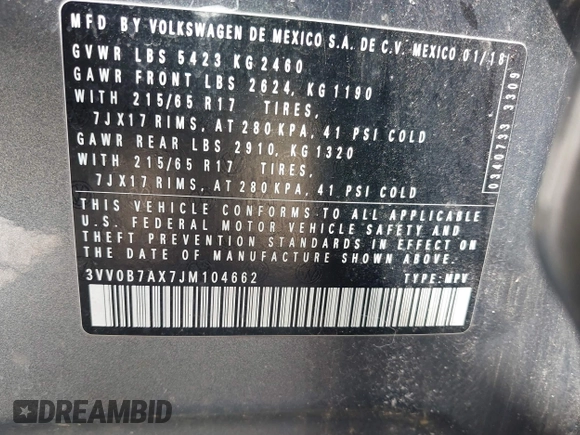 MFD BY VOLKSWAGEN DE MEXICO S.A. DE C.V. MEXICO 01/18
GVWR LBS 5423 KG 2460
GAWR FRONT LBS 2624, KG 1190
WITH 215/65 R17 TIRES,
7JX17 RIMS, AT 280 KPA, 41 PSI COLD
GAWR REAR LBS 2910, KG 1320
WITH 215/65 R17 TIRES,
7JX17 RIMS, AT 280 KPA, 41 PSI COLD
THIS VEHICLE CONFORMS TO ALL APPLICABLE
U.S. FEDERAL MOTOR VEHICLE SAFETY AND
THEFT PREVENTION STANDARDS IN EFFECT ON
THE DATE OF MANUFACTURE SHOWN ABOVE.
3VV0B7AX7JM104662 TYPE: MPV
0340733 3309
DREAMBID